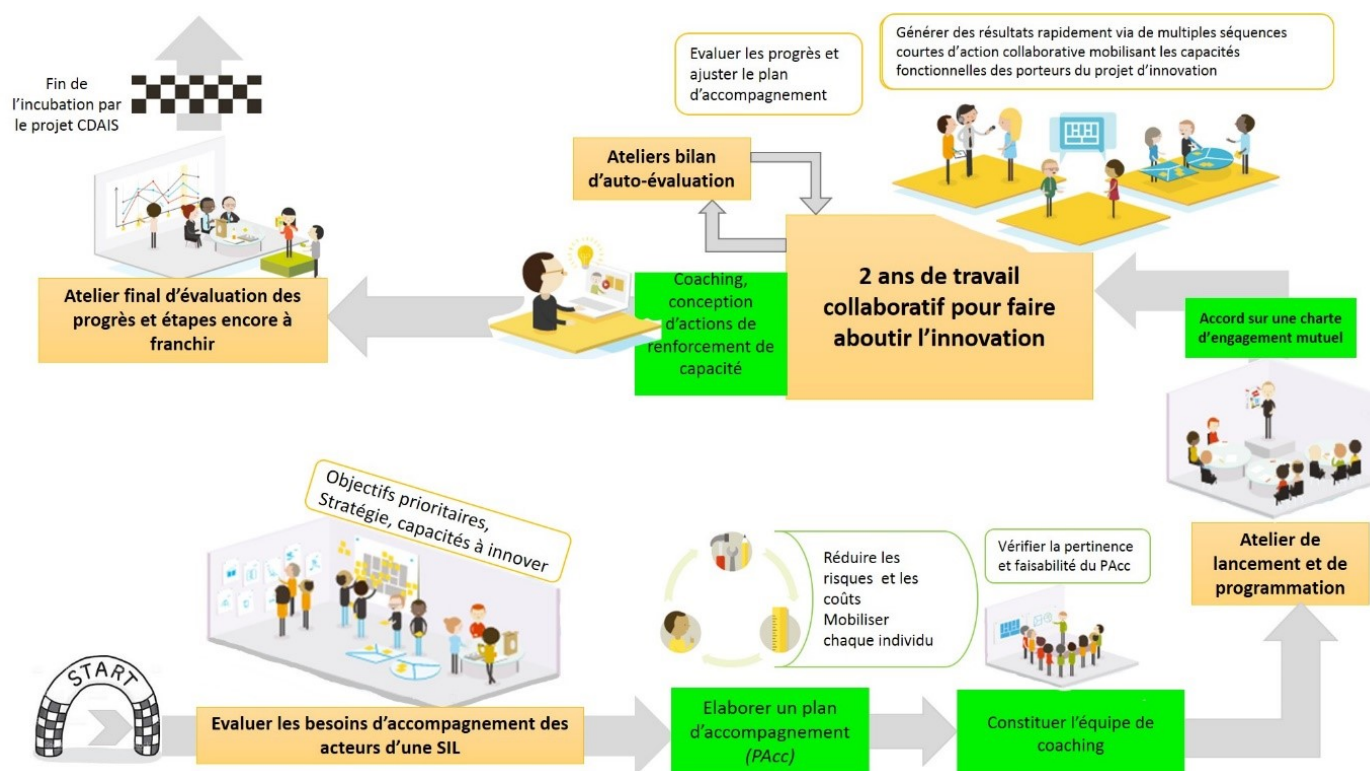 Fin de
l'incubation par
le projet CDAIS
Evaluer les progrès et
ajuster le plan
d'accompagnement
Générer des résultats rapidement via de multiples séquences
courtes d'action collaborative mobilisant les capacités
fonctionnelles des porteurs du projet d'innovation
Ateliers bilan
d'auto-évaluation
Atelier final d'évaluation des
progrès et étapes encore à
franchir
Coaching,
conception
d'actions de
renforcement de
capacité
2 ans de travail
collaboratif pour faire
aboutir l'innovation
Accord sur une charte
d'engagement mutuel
Objectifs prioritaires,
Stratégie, capacités à innover
Réduire les
risques et les
coûts
Mobiliser
chaque individu
Vérifier la pertinence
et faisabilité du PAcc
Atelier de
lancement et de
programmation
START
Evaluer les besoins d'accompagnement des
acteurs d'une SIL
Elaborer un plan
d'accompagnement
(PAcc)
Constituer l'équipe de
coaching